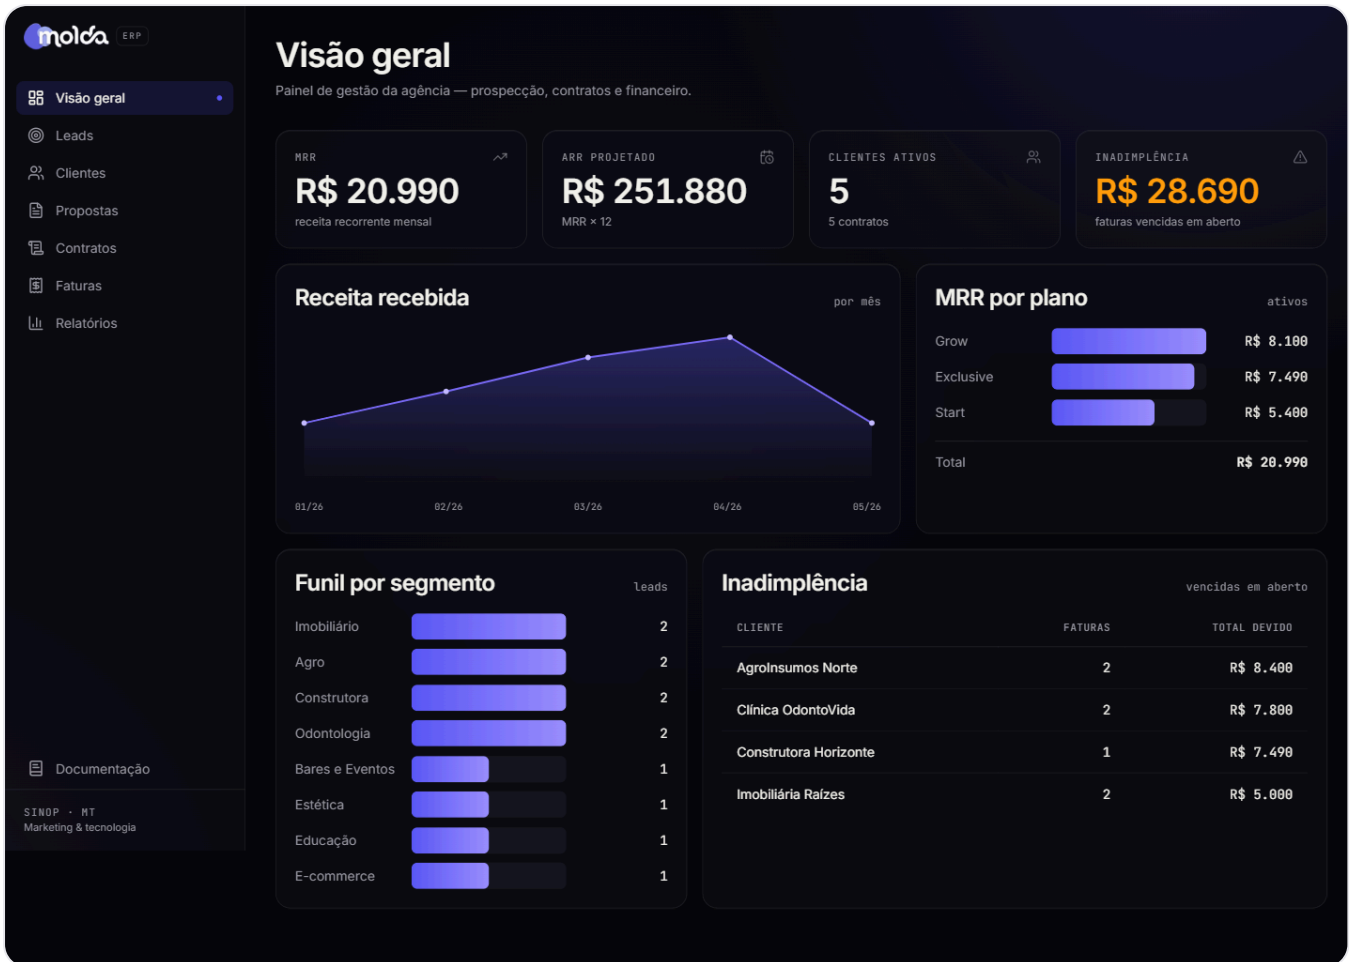 molda ERP
Visão geral
Leads
Clientes
Propostas
Contratos
Faturas
Relatórios
Documentação
SINOP · MT
Marketing & tecnologia
Visão geral
Painel de gestão da agência — prospecção, contratos e financeiro.
MRR
R$ 20.990
receita recorrente mensal
ARR PROJETADO
R$ 251.880
MRR × 12
CLIENTES ATIVOS
5
5 contratos
INADIMPLÊNCIA
R$ 28.690
faturas vencidas em aberto
Receita recebida por mês
01/26 02/26 03/26 04/26 05/26
MRR por plano ativos
Grow R$ 8.100
Exclusive R$ 7.490
Start R$ 5.400
Total R$ 20.990
Funil por segmento leads
Imobiliário 2
Agro 2
Construtora 2
Odontologia 2
Bares e Eventos 1
Estética 1
Educação 1
E-commerce 1
Inadimplência vencidas em aberto
CLIENTE FATURAS TOTAL DEVIDO
AgroInsumos Norte 2 R$ 8.400
Clínica OdontoVida 2 R$ 7.800
Construtora Horizonte 1 R$ 7.490
Imobiliária Raízes 2 R$ 5.000